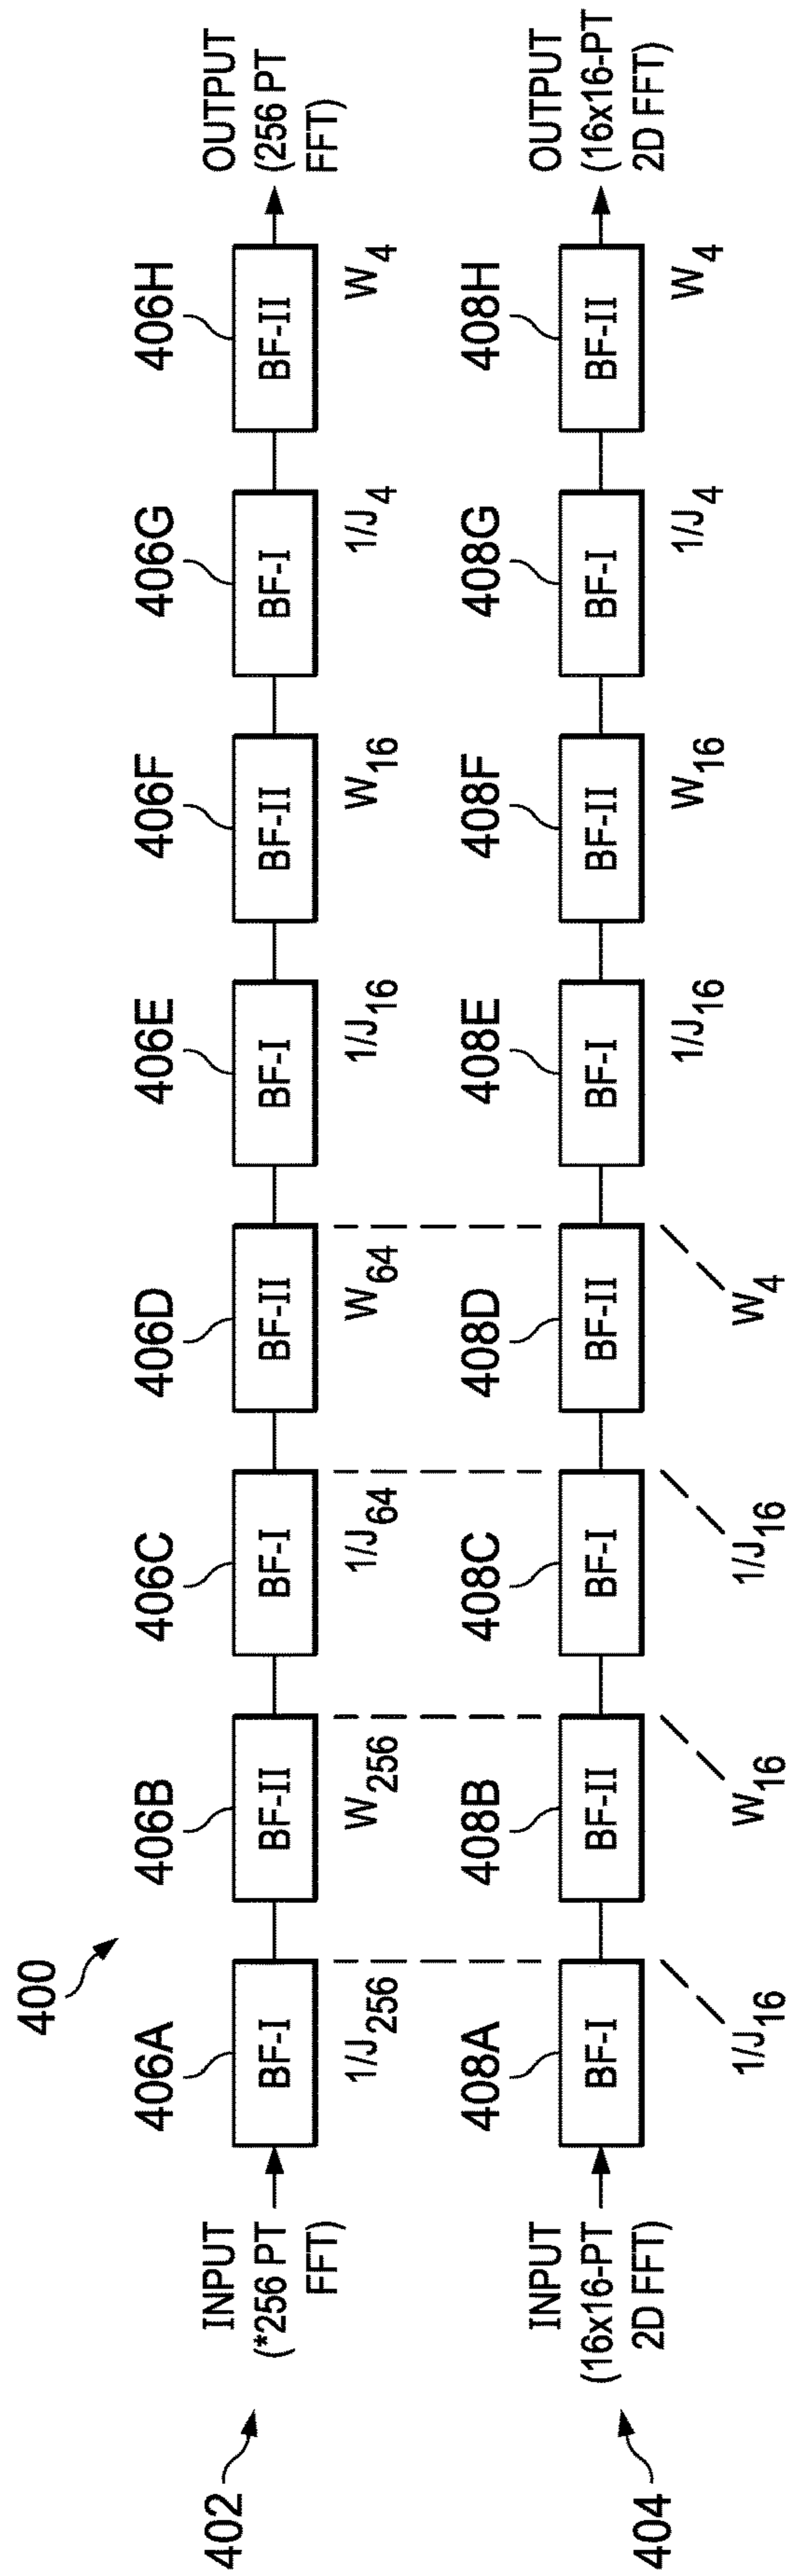 400
402
INPUT
(*256 PT
FFT)
406A
406B
406C
406D
406E
406F
406G
406H
BF-I
BF-II
BF-I
BF-II
BF-I
BF-II
BF-I
BF-II
1/J256
W256
1/J64
W64
1/J16
W16
1/J4
W4
OUTPUT
(256 PT
FFT)
404
INPUT
(16x16-PT
2D FFT)
408A
408B
408C
408D
408E
408F
408G
408H
BF-I
BF-II
BF-I
BF-II
BF-I
BF-II
BF-I
BF-II
1/J16
W16
1/J4
W4
1/J16
W16
1/J16
W4
OUTPUT
(16x16-PT
2D FFT)